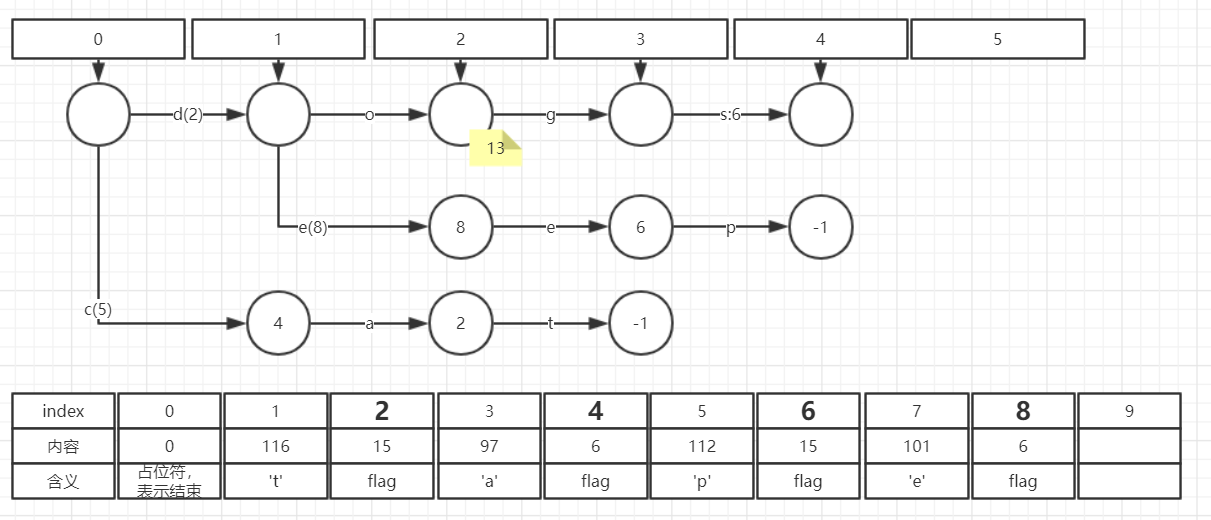 0 1 2 3 4 5
d(2) o g s:6
13
e(8) 8 e 6 p -1
c(5) 4 a 2 t -1
index 0 1 2 3 4 5 6 7 8 9
内容 0 116 15 97 6 112 15 101 6
含义 占位符, 't' flag 'a' flag 'p' flag 'e' flag
表示结束